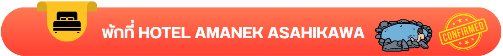 พักที่ HOTEL AMANEK ASAHIKAWA
CONFIRMED